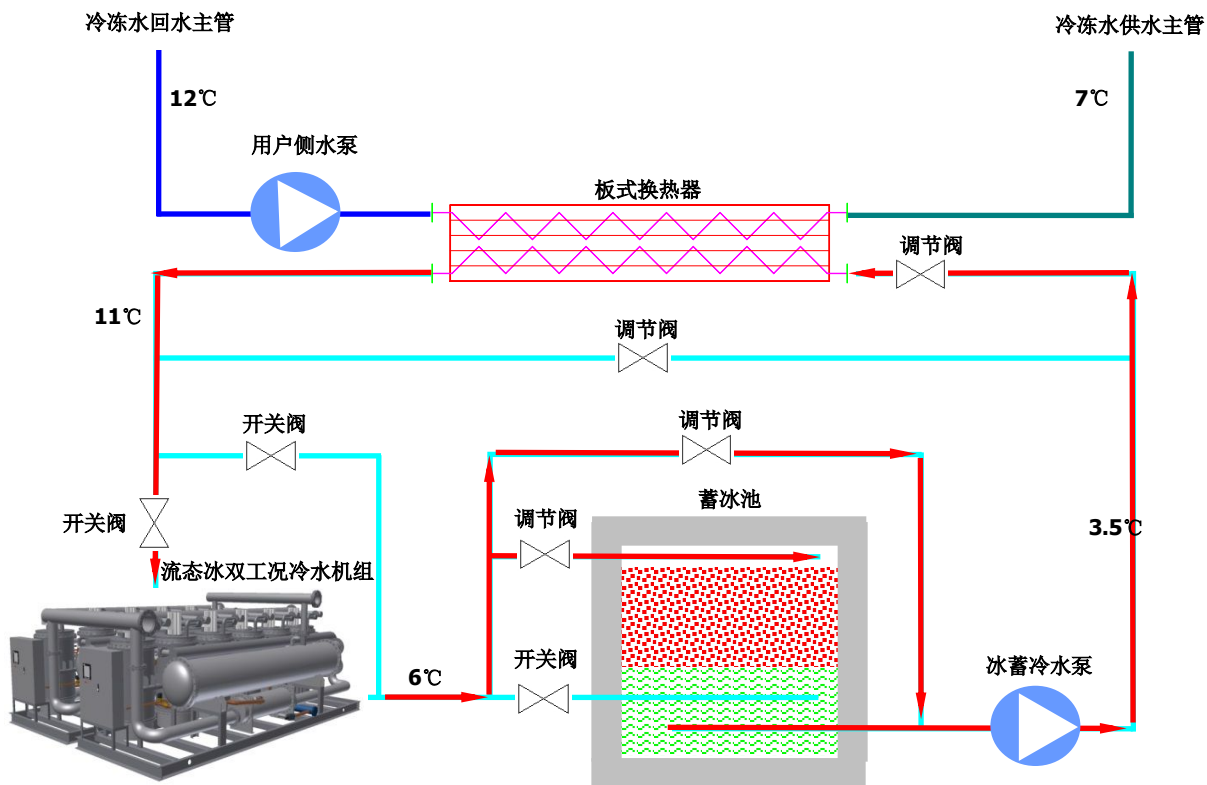 冷冻水回水主管
冷冻水供水主管
12℃
7℃
用户侧水泵
板式换热器
调节阀
11℃
调节阀
开关阀
调节阀
蓄冰池
开关阀
调节阀
3.5℃
流态冰双工况冷水机组
开关阀
冰蓄冷水泵
6℃